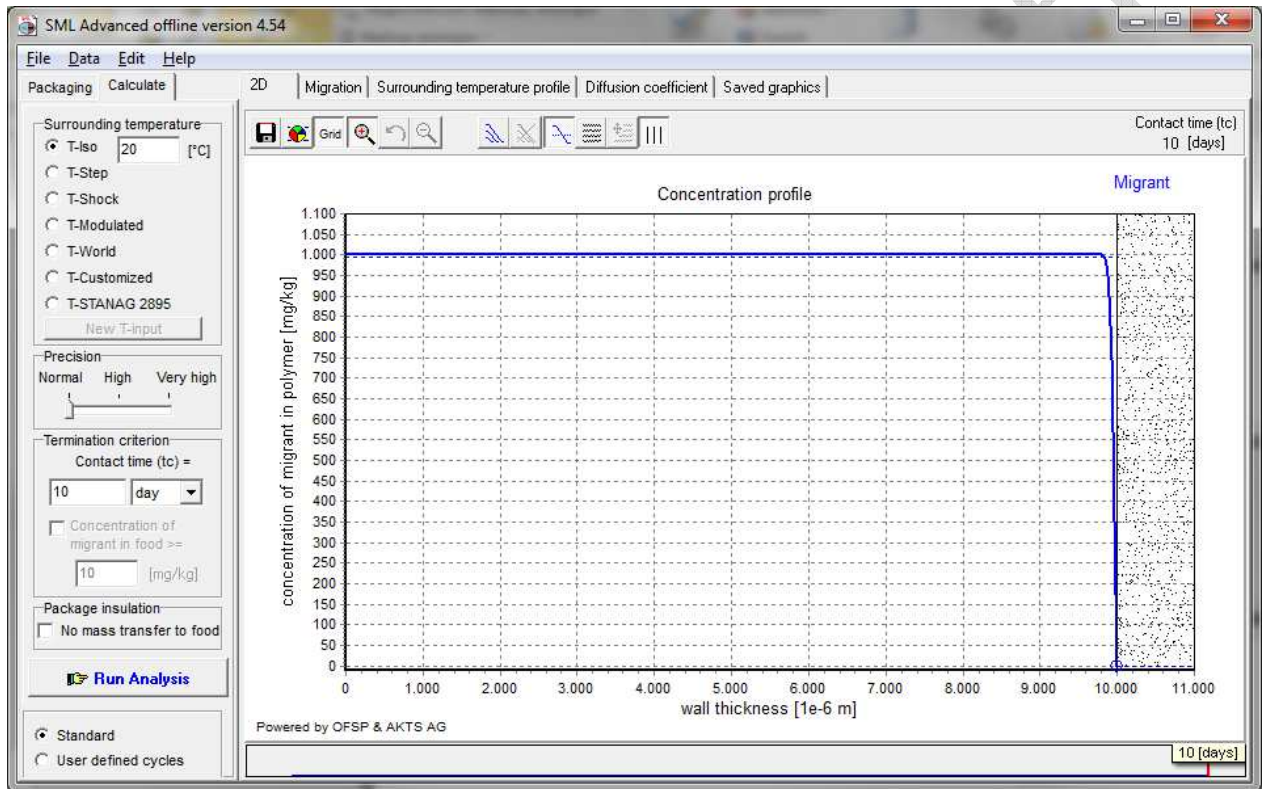 SML Advanced offline version 4.54
File Data Edit Help
Packaging Calculate
2D Migration Surrounding temperature profile Diffusion coefficient Saved graphics
Surrounding temperature
T-Iso 20 [°C]
T-Step
T-Shock
T-Modulated
T-World
T-Customized
T-STANAG 2895
New T-input
Precision
Normal High Very high
Termination criterion
Contact time (tc) =
10 day
Concentration of
migrant in food >=
10 [mg/kg]
Package insulation
No mass transfer to food
Run Analysis
Standard
User defined cycles
Grid
Contact time (tc)
10 [days]
Concentration profile
Migrant
concentration of migrant in polymer [mg/kg]
1.100
1.050
1.000
950
900
850
800
750
700
650
600
550
500
450
400
350
300
250
200
150
100
50
0
0 1.000 2.000 3.000 4.000 5.000 6.000 7.000 8.000 9.000 10.000 11.000
wall thickness [1e-6 m]
Powered by OFSP & AKTS AG
10 [days]